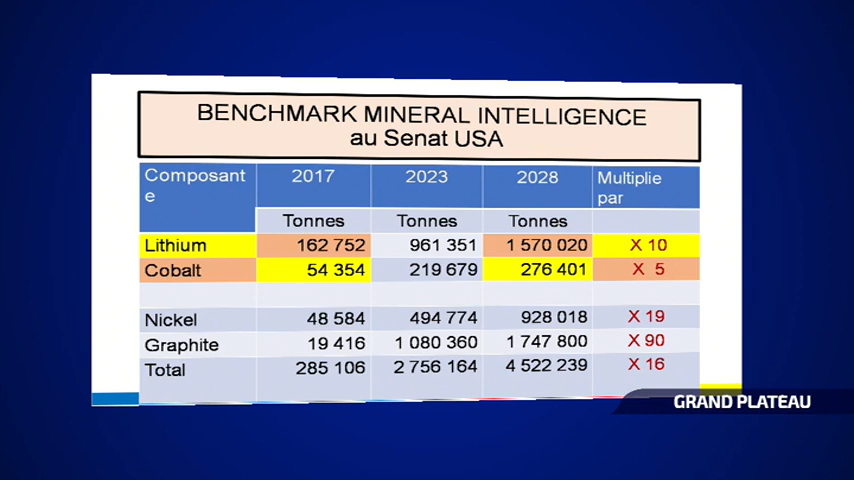 BENCHMARK MINERAL INTELLIGENCE
au Senat USA
Composant
e
2017
2023
2028
Multiplie
par
Tonnes Tonnes Tonnes
Lithium 162 752 961 351 1 570 020 X 10
Cobalt 54 354 219 679 276 401 X 5
Nickel 48 584 494 774 928 018 X 19
Graphite 19 416 1 080 360 1 747 800 X 90
Total 285 106 2 756 164 4 522 239 X 16
GRAND PLATEAU